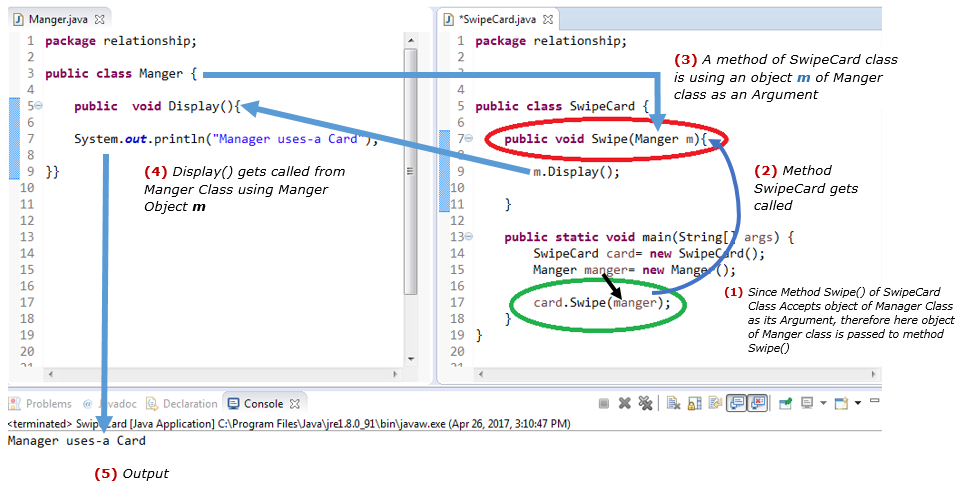 Manger.java
1 package relationship;
2
3 public class Manger {
4
5 public void Display(){
6
7 System.out.println("Manager uses-a Card");
8
9 }}
10
11
12
13
14
15
16
17
18
19
20
(4) Display() gets called from
Manger Class using Manger
Object m
*SwipeCard.java
1 package relationship;
2
3
4
5 public class SwipeCard {
6
7 public void Swipe(Manger m){
8
9 m.Display();
10
11 }
12
13 public static void main(String[] args) {
14 SwipeCard card= new SwipeCard();
15 Manger manger= new Manger();
16
17 card.Swipe(manger);
18 }
19 }
20
(3) A method of SwipeCard class
is using an object m of Manger
class as an Argument
(2) Method
SwipeCard gets
called
(1) Since Method Swipe() of SwipeCard
Class Accepts object of Manager Class
as its Argument, therefore here object
of Manger class is passed to method
Swipe()
Problems @ Javadoc Declaration Console
<terminated> SwipeCard [Java Application] C:\Program Files\Java\jre1.8.0_91\bin\javaw.exe (Apr 26, 2017, 3:10:47 PM)
Manager uses-a Card
(5) Output